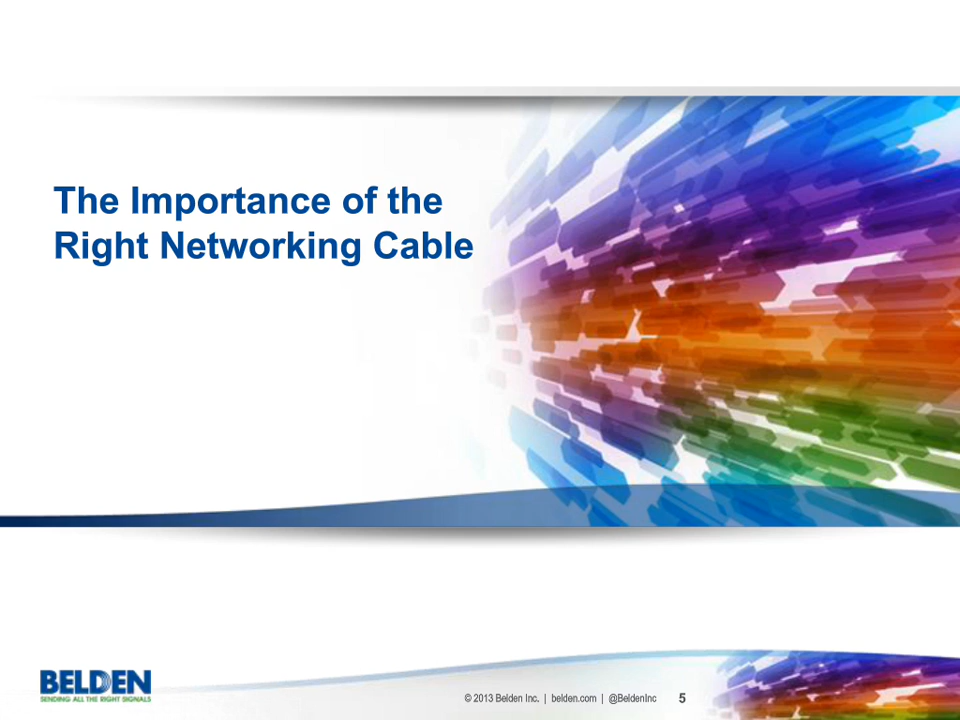 The Importance of the
Right Networking Cable
BELDEN
SENDING ALL THE RIGHT SIGNALS
© 2013 Belden Inc. | belden.com | @BeldenInc 5